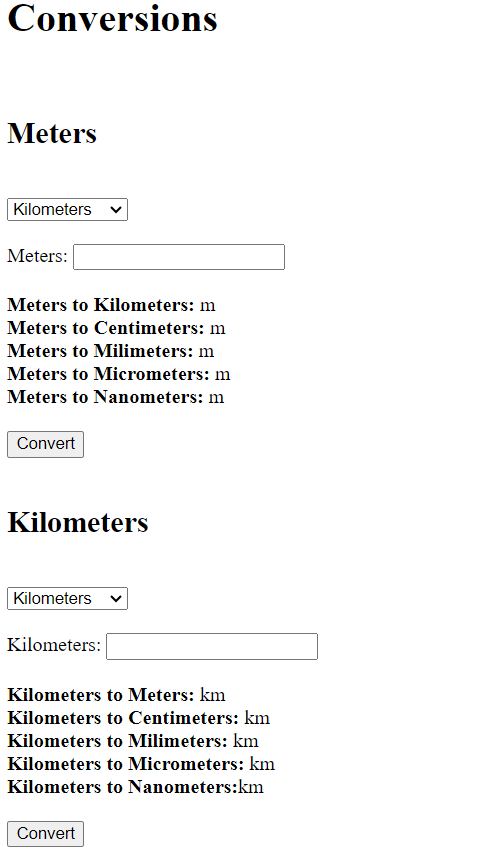 Conversions
Meters
Kilometers
Meters:
Meters to Kilometers: m
Meters to Centimeters: m
Meters to Milimeters: m
Meters to Micrometers: m
Meters to Nanometers: m
Convert
Kilometers
Kilometers
Kilometers:
Kilometers to Meters: km
Kilometers to Centimeters: km
Kilometers to Milimeters: km
Kilometers to Micrometers: km
Kilometers to Nanometers:km
Convert